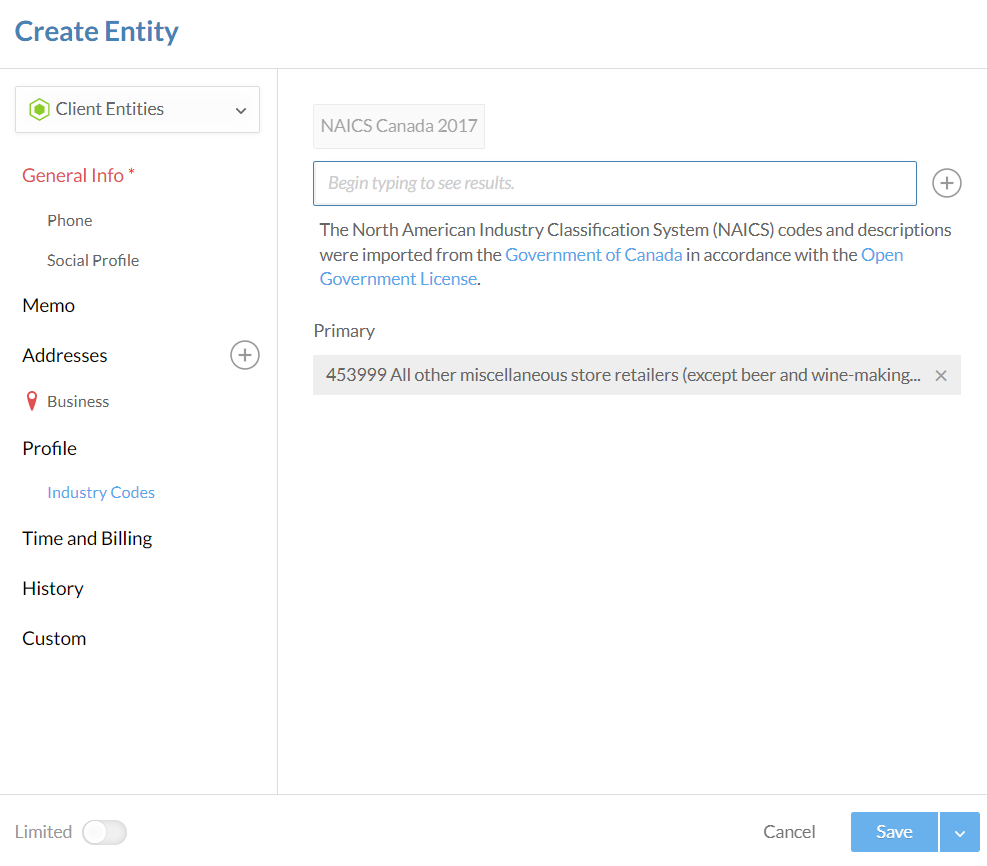 Create Entity
Client Entities
General Info *
Phone
Social Profile
Memo
Addresses
Business
Profile
Industry Codes
Time and Billing
History
Custom
NAICS Canada 2017
Begin typing to see results.
The North American Industry Classification System (NAICS) codes and descriptions
were imported from the Government of Canada in accordance with the Open
Government License.
Primary
453999 All other miscellaneous store retailers (except beer and wine-making...
Limited
Cancel
Save